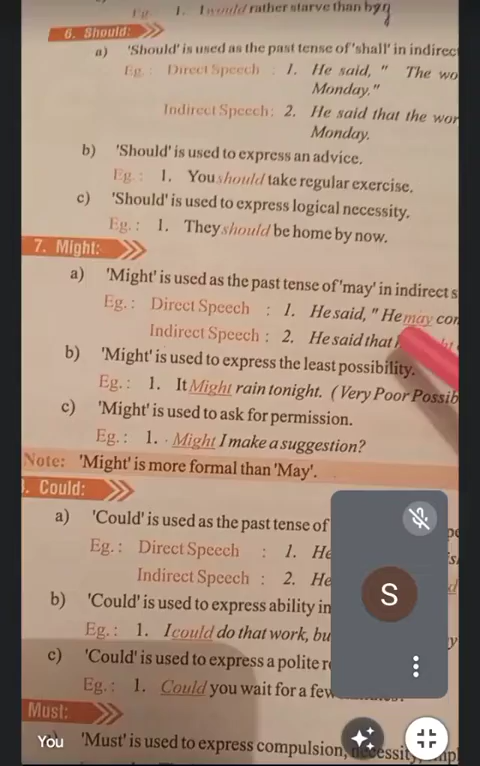 Eg. 1. I would rather starve than beg
6. Should:
a) 'Should' is used as the past tense of 'shall' in indirec
Eg. : Direct Speech : 1. He said, " The wo
Monday."
Indirect Speech : 2. He said that the wor
Monday.
b) 'Should' is used to express an advice.
Eg. : 1. You should take regular exercise.
c) 'Should' is used to express logical necessity.
Eg. : 1. They should be home by now.
7. Might:
a) 'Might' is used as the past tense of 'may' in indirect s
Eg. : Direct Speech : 1. He said, " He may con
Indirect Speech : 2. He said that
b) 'Might' is used to express the least possibility.
Eg. : 1. It Might rain tonight. ( Very Poor Possib
c) 'Might' is used to ask for permission.
Eg. : 1. Might I make a suggestion?
Note: 'Might' is more formal than 'May'.
. Could:
a) 'Could' is used as the past tense of
Eg. : Direct Speech : 1. He
Indirect Speech : 2. He
b) 'Could' is used to express ability in
Eg. : 1. I could do that work, bu
c) 'Could' is used to express a polite r
Eg. : 1. Could you wait for a few
Must:
'Must' is used to express compulsion, necessity, mpl
S
You